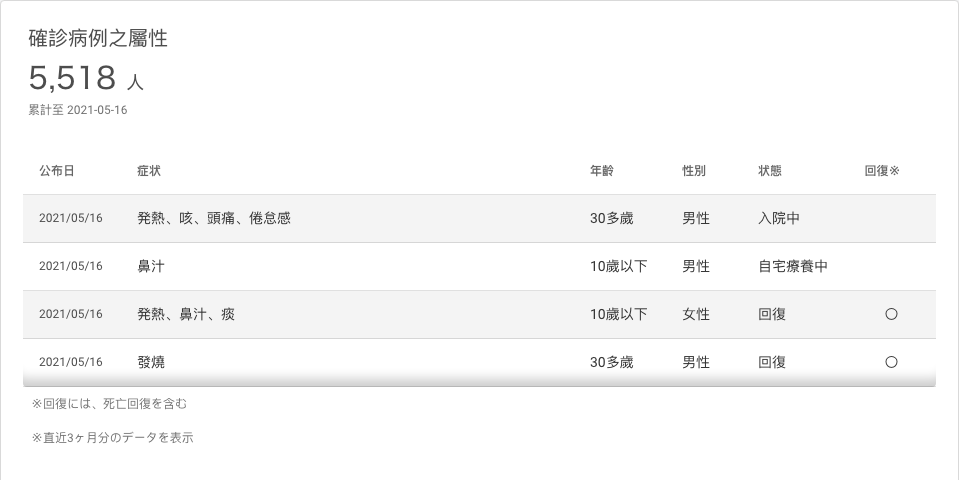 確診病例之屬性
5,518 人
累計至 2021-05-16
公布日 症状 年齢 性別 状態 回復※
2021/05/16 発熱、咳、頭痛、倦怠感 30多歲 男性 入院中
2021/05/16 鼻汁 10歲以下 男性 自宅療養中
2021/05/16 発熱、鼻汁、痰 10歲以下 女性 回復 〇
2021/05/16 發燒 30多歲 男性 回復 〇
※回復には、死亡回復を含む
※直近3ヶ月分のデータを表示